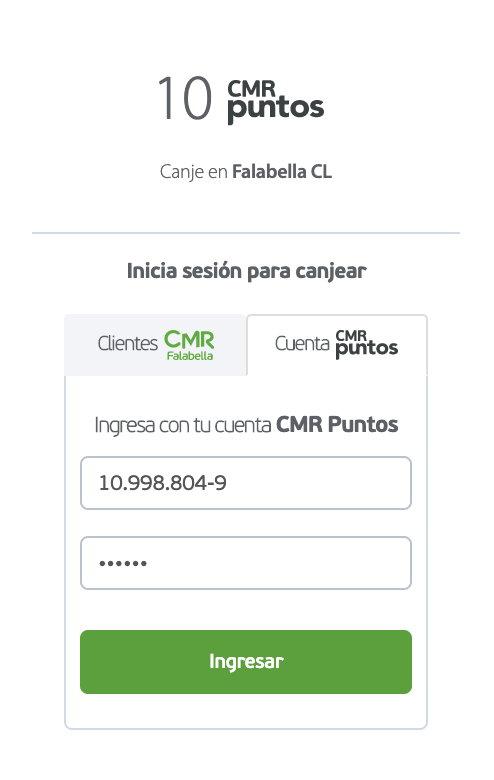 10 CMR puntos
Canje en Falabella CL
Inicia sesión para canjear
Clientes CMR Falabella
Cuenta CMR puntos
Ingresa con tu cuenta CMR Puntos
10.998.804-9
••••••
Ingresar